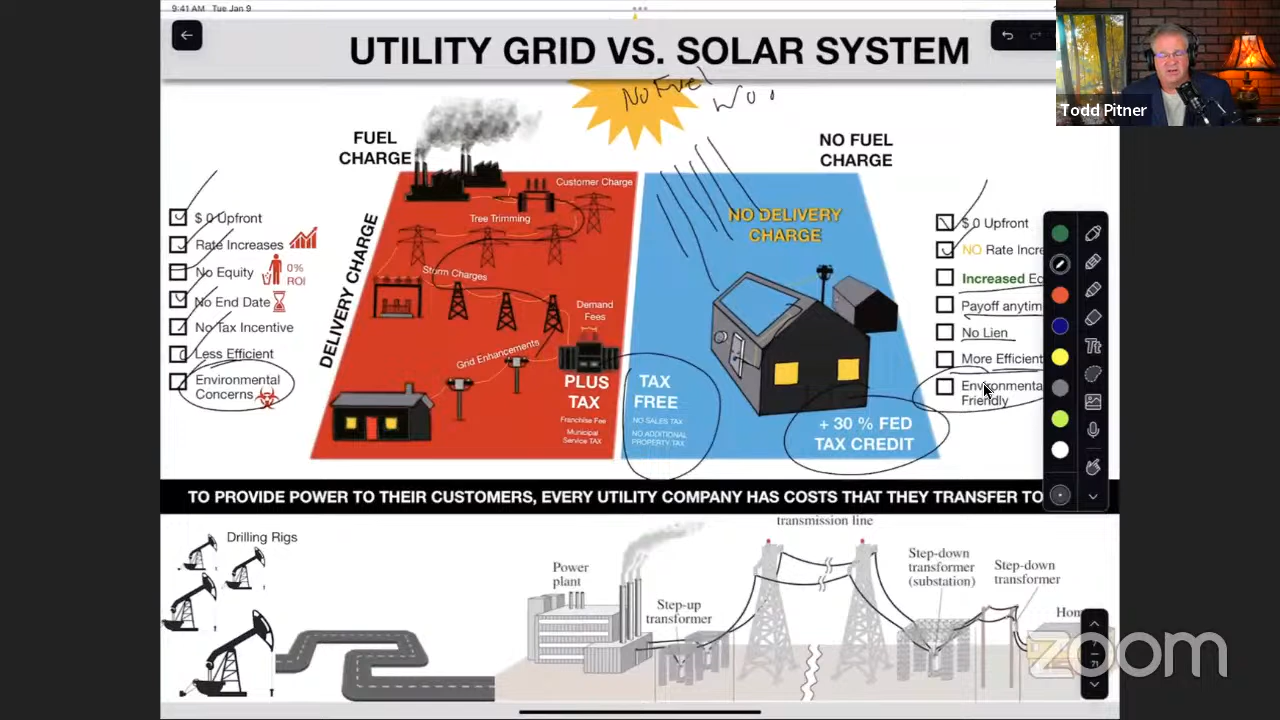 9:41 AM Tue Jan 9
UTILITY GRID VS. SOLAR SYSTEM
Todd Pitner
No Fuel
FUEL
CHARGE
NO FUEL
CHARGE
Customer Charge
Tree Trimming
Storm Charges
Demand
Fees
Grid Enhancements
DELIVERY CHARGE
NO DELIVERY
CHARGE
$ 0 Upfront
Rate Increases
No Equity
0%
ROI
No End Date
No Tax Incentive
Less Efficient
Environmental
Concerns
PLUS
TAX
Franchise Fee
Municipal
Service TAX
TAX
FREE
NO SALES TAX
NO ADDITIONAL
PROPERTY TAX
+ 30 % FED
TAX CREDIT
$ 0 Upfront
NO Rate Incre
Increased Eq
Payoff anytim
No Lien
More Efficient
Environmenta
Friendly
Tt
TO PROVIDE POWER TO THEIR CUSTOMERS, EVERY UTILITY COMPANY HAS COSTS THAT THEY TRANSFER TO
Drilling Rigs
Power
plant
Step-up
transformer
transmission line
Step-down
transformer
(substation)
Step-down
transformer
Hom
71
zoom